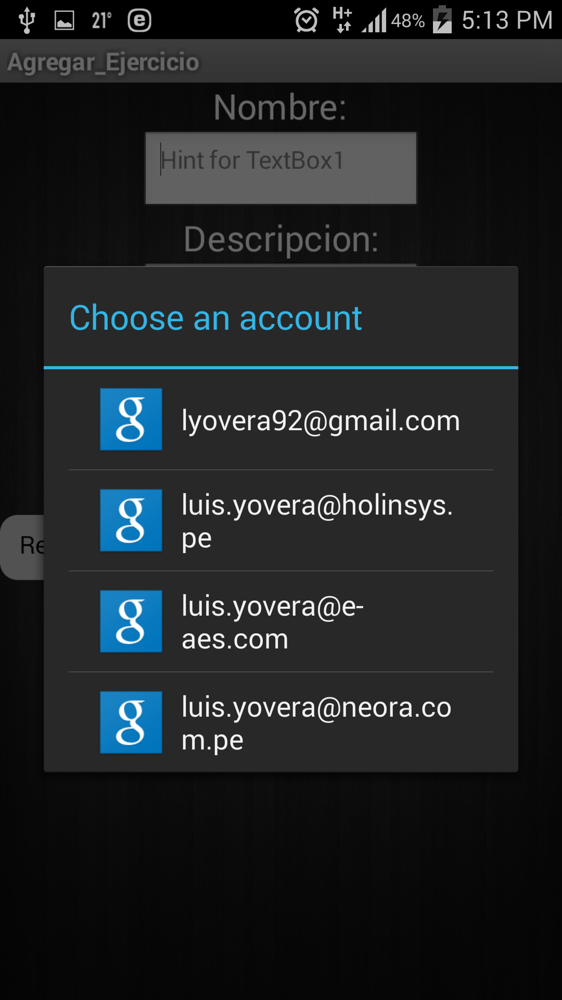 21° 48% 5:13 PM
Agregar_Ejercicio
Nombre:
Hint for TextBox1
Descripcion:
Choose an account
lyovera92@gmail.com
luis.yovera@holinsys.
pe
Re
luis.yovera@e-
aes.com
luis.yovera@neora.co
m.pe